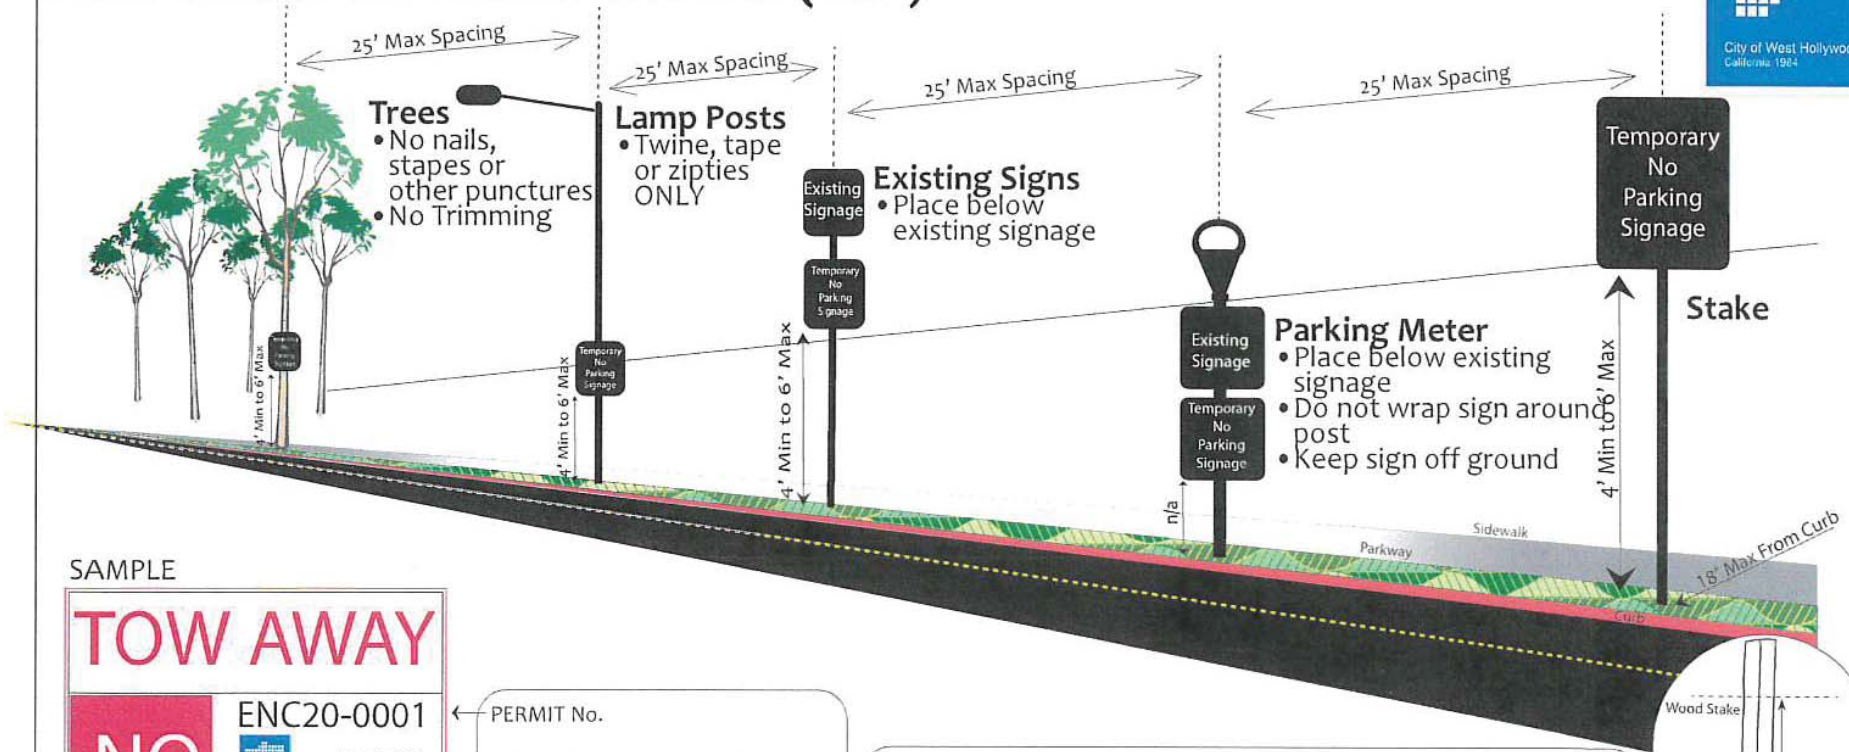 City of West Hollywoo
California 1984
25' Max Spacing
25' Max Spacing
25' Max Spacing
25' Max Spacing
Trees
• No nails,
stapes or
other punctures
• No Trimming
Lamp Posts
• Twine, tape
or zipties
ONLY
Existing
Signage
Existing Signs
• Place below
existing signage
Temporary
No
Parking
Signage
Temporary
No
Parking
Signage
Stake
Existing
Signage
Parking Meter
• Place below existing
signage
• Do not wrap sign around
post
• Keep sign off ground
Temporary
No
Parking
Signage
Temporary
No
Parking
Signage
4' Min to 6' Max
4' Min to 6' Max
4' Min to 6' Max
n/a
4' Min to 6' Max
Sidewalk
Parkway
Curb
18" Max From Curb
Wood Stake
SAMPLE
TOW AWAY
NO
ENC20-0001
PERMIT No.